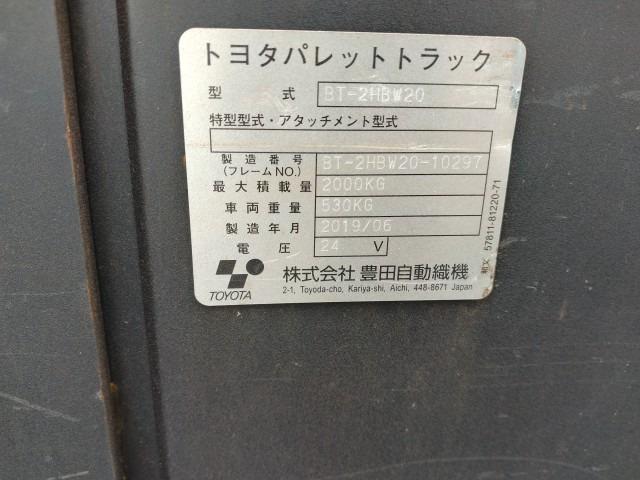 トヨタパレットトラック
型 式 BT-2HBW20
特型型式・アタッチメント型式
製造番号 (フレームNO.) BT-2HBW20-10297
最大積載量 2000KG
車両重量 530KG
製造年月 2019/06
電圧 24 V
TOYOTA 株式会社 豊田自動織機
2-1, Toyoda-cho, Kariya-shi, Aichi, 448-8671 Japan
和文 57811-81220-71